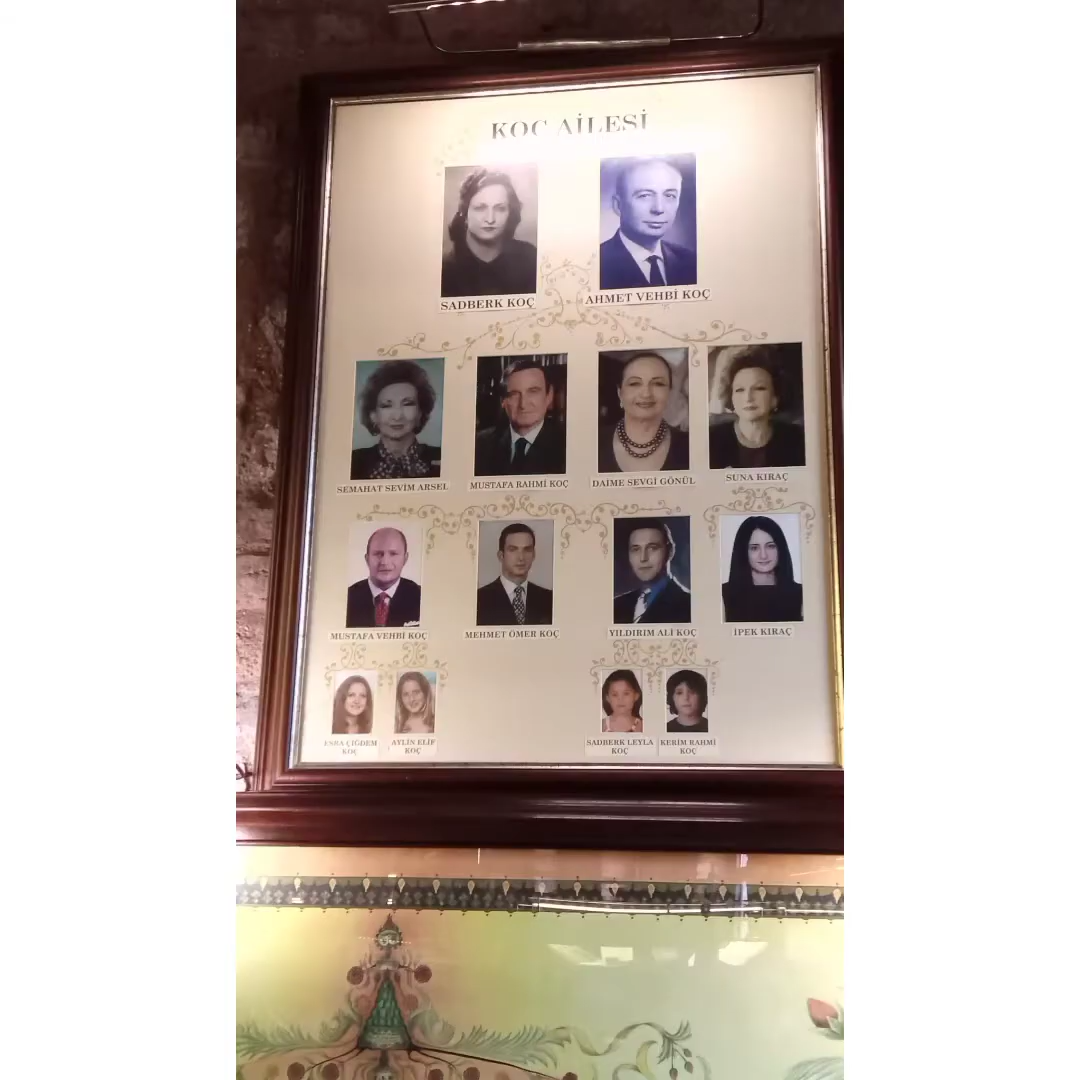 KOÇ AİLESİ
SADBERK KOÇ
AHMET VEHBİ KOÇ
SEMAHAT SEVİM ARSEL
MUSTAFA RAHMİ KOÇ
DAİME SEVGİ GÖNÜL
SUNA KIRAÇ
MUSTAFA VEHBİ KOÇ
MEHMET ÖMER KOÇ
YILDIRIM ALİ KOÇ
İPEK KIRAÇ
ESRA ÇİĞDEM
KOÇ
AYLİN ELİF
KOÇ
SADBERK LEYLA
KOÇ
KERİM RAHMİ
KOÇ